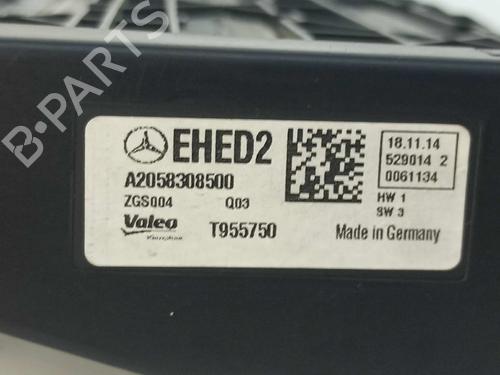 B-PARTS
EHED2
A2058308500
ZGS004 Q03
Valeo
T955750
18.11.14
529014 2
0061134
HW 1
SW 3
Made in Germany